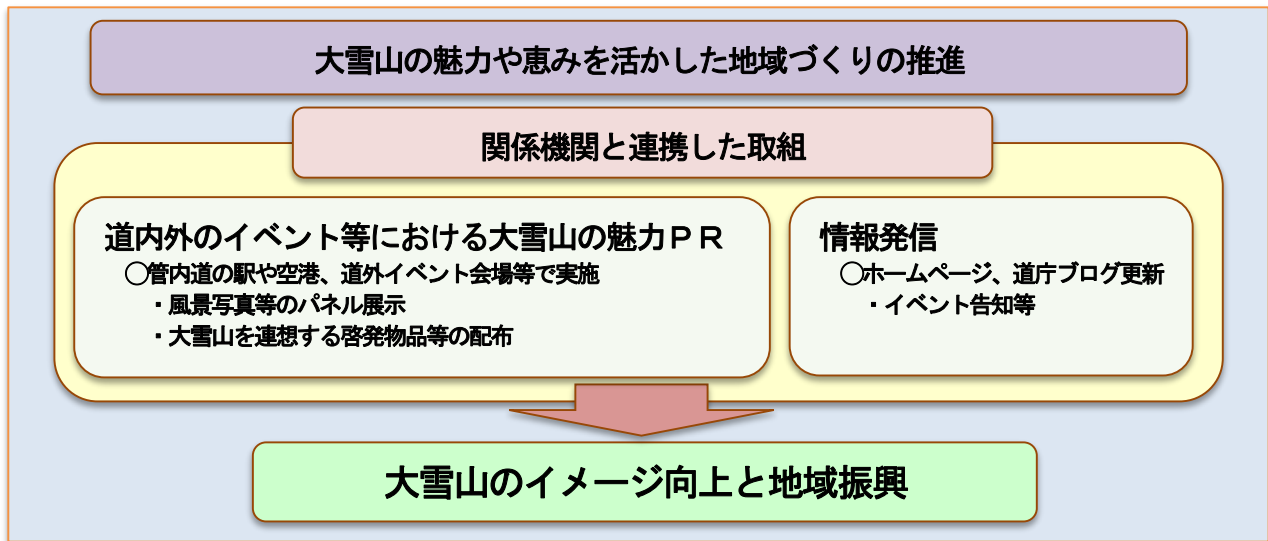 大雪山の魅力や恵みを活かした地域づくりの推進
関係機関と連携した取組
道内外のイベント等における大雪山の魅力ＰＲ
○管内道の駅や空港、道外イベント会場等で実施
・風景写真等のパネル展示
・大雪山を連想する啓発物品等の配布
情報発信
○ホームページ、道庁ブログ更新
・イベント告知等
大雪山のイメージ向上と地域振興